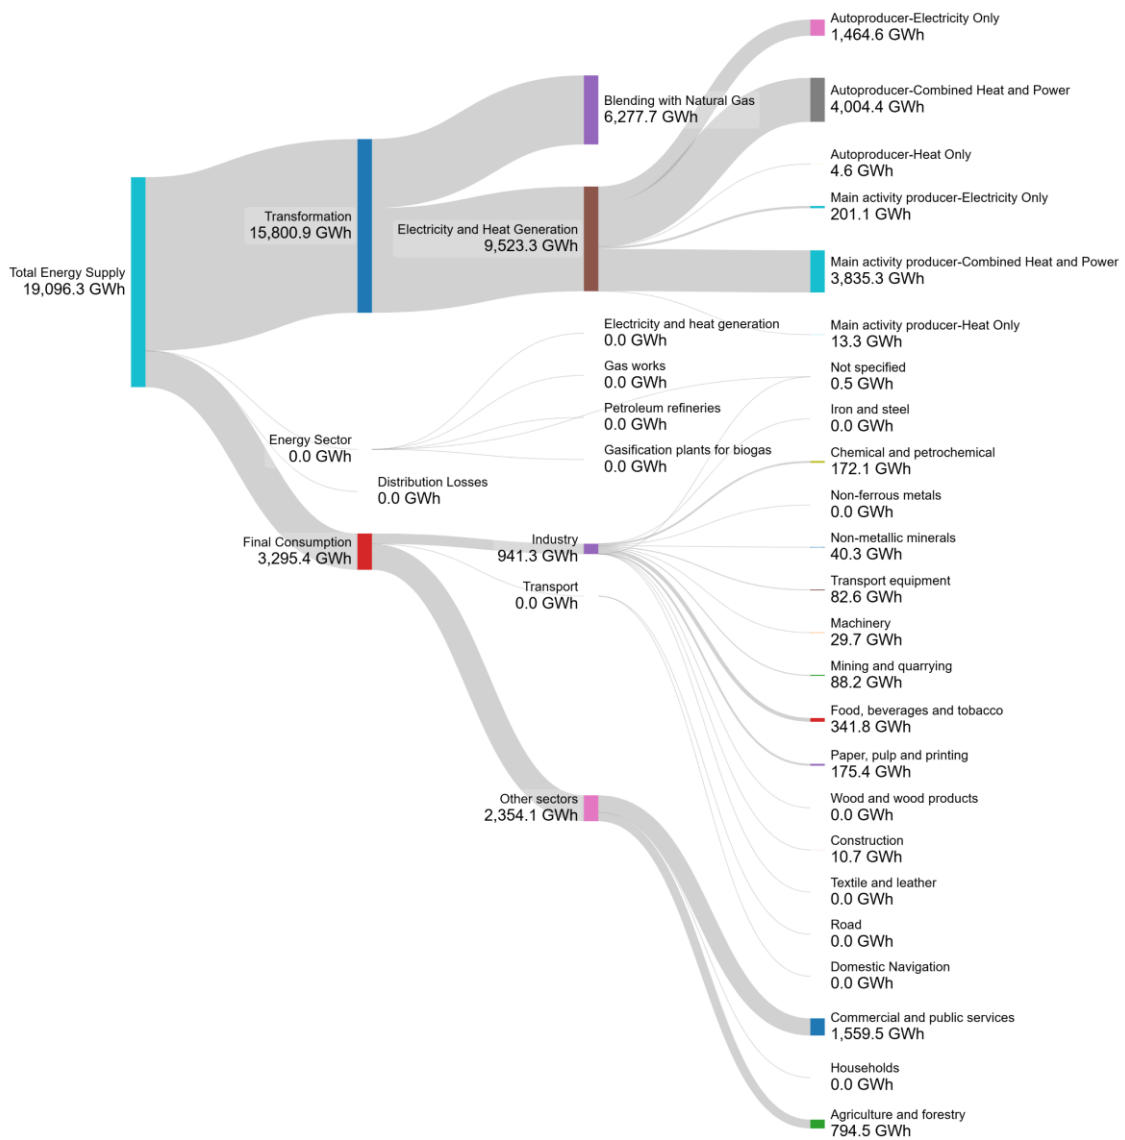 Total Energy Supply
19,096.3 GWh
Transformation
15,800.9 GWh
Energy Sector
0.0 GWh
Distribution Losses
0.0 GWh
Final Consumption
3,295.4 GWh
Blending with Natural Gas
6,277.7 GWh
Electricity and Heat Generation
9,523.3 GWh
Electricity and heat generation
0.0 GWh
Gas works
0.0 GWh
Petroleum refineries
0.0 GWh
Gasification plants for biogas
0.0 GWh
Industry
941.3 GWh
Transport
0.0 GWh
Other sectors
2,354.1 GWh
Autoproducer-Electricity Only
1,464.6 GWh
Autoproducer-Combined Heat and Power
4,004.4 GWh
Autoproducer-Heat Only
4.6 GWh
Main activity producer-Electricity Only
201.1 GWh
Main activity producer-Combined Heat and Power
3,835.3 GWh
Main activity producer-Heat Only
13.3 GWh
Not specified
0.5 GWh
Iron and steel
0.0 GWh
Chemical and petrochemical
172.1 GWh
Non-ferrous metals
0.0 GWh
Non-metallic minerals
40.3 GWh
Transport equipment
82.6 GWh
Machinery
29.7 GWh
Mining and quarrying
88.2 GWh
Food, beverages and tobacco
341.8 GWh
Paper, pulp and printing
175.4 GWh
Wood and wood products
0.0 GWh
Construction
10.7 GWh
Textile and leather
0.0 GWh
Road
0.0 GWh
Domestic Navigation
0.0 GWh
Commercial and public services
1,559.5 GWh
Households
0.0 GWh
Agriculture and forestry
794.5 GWh